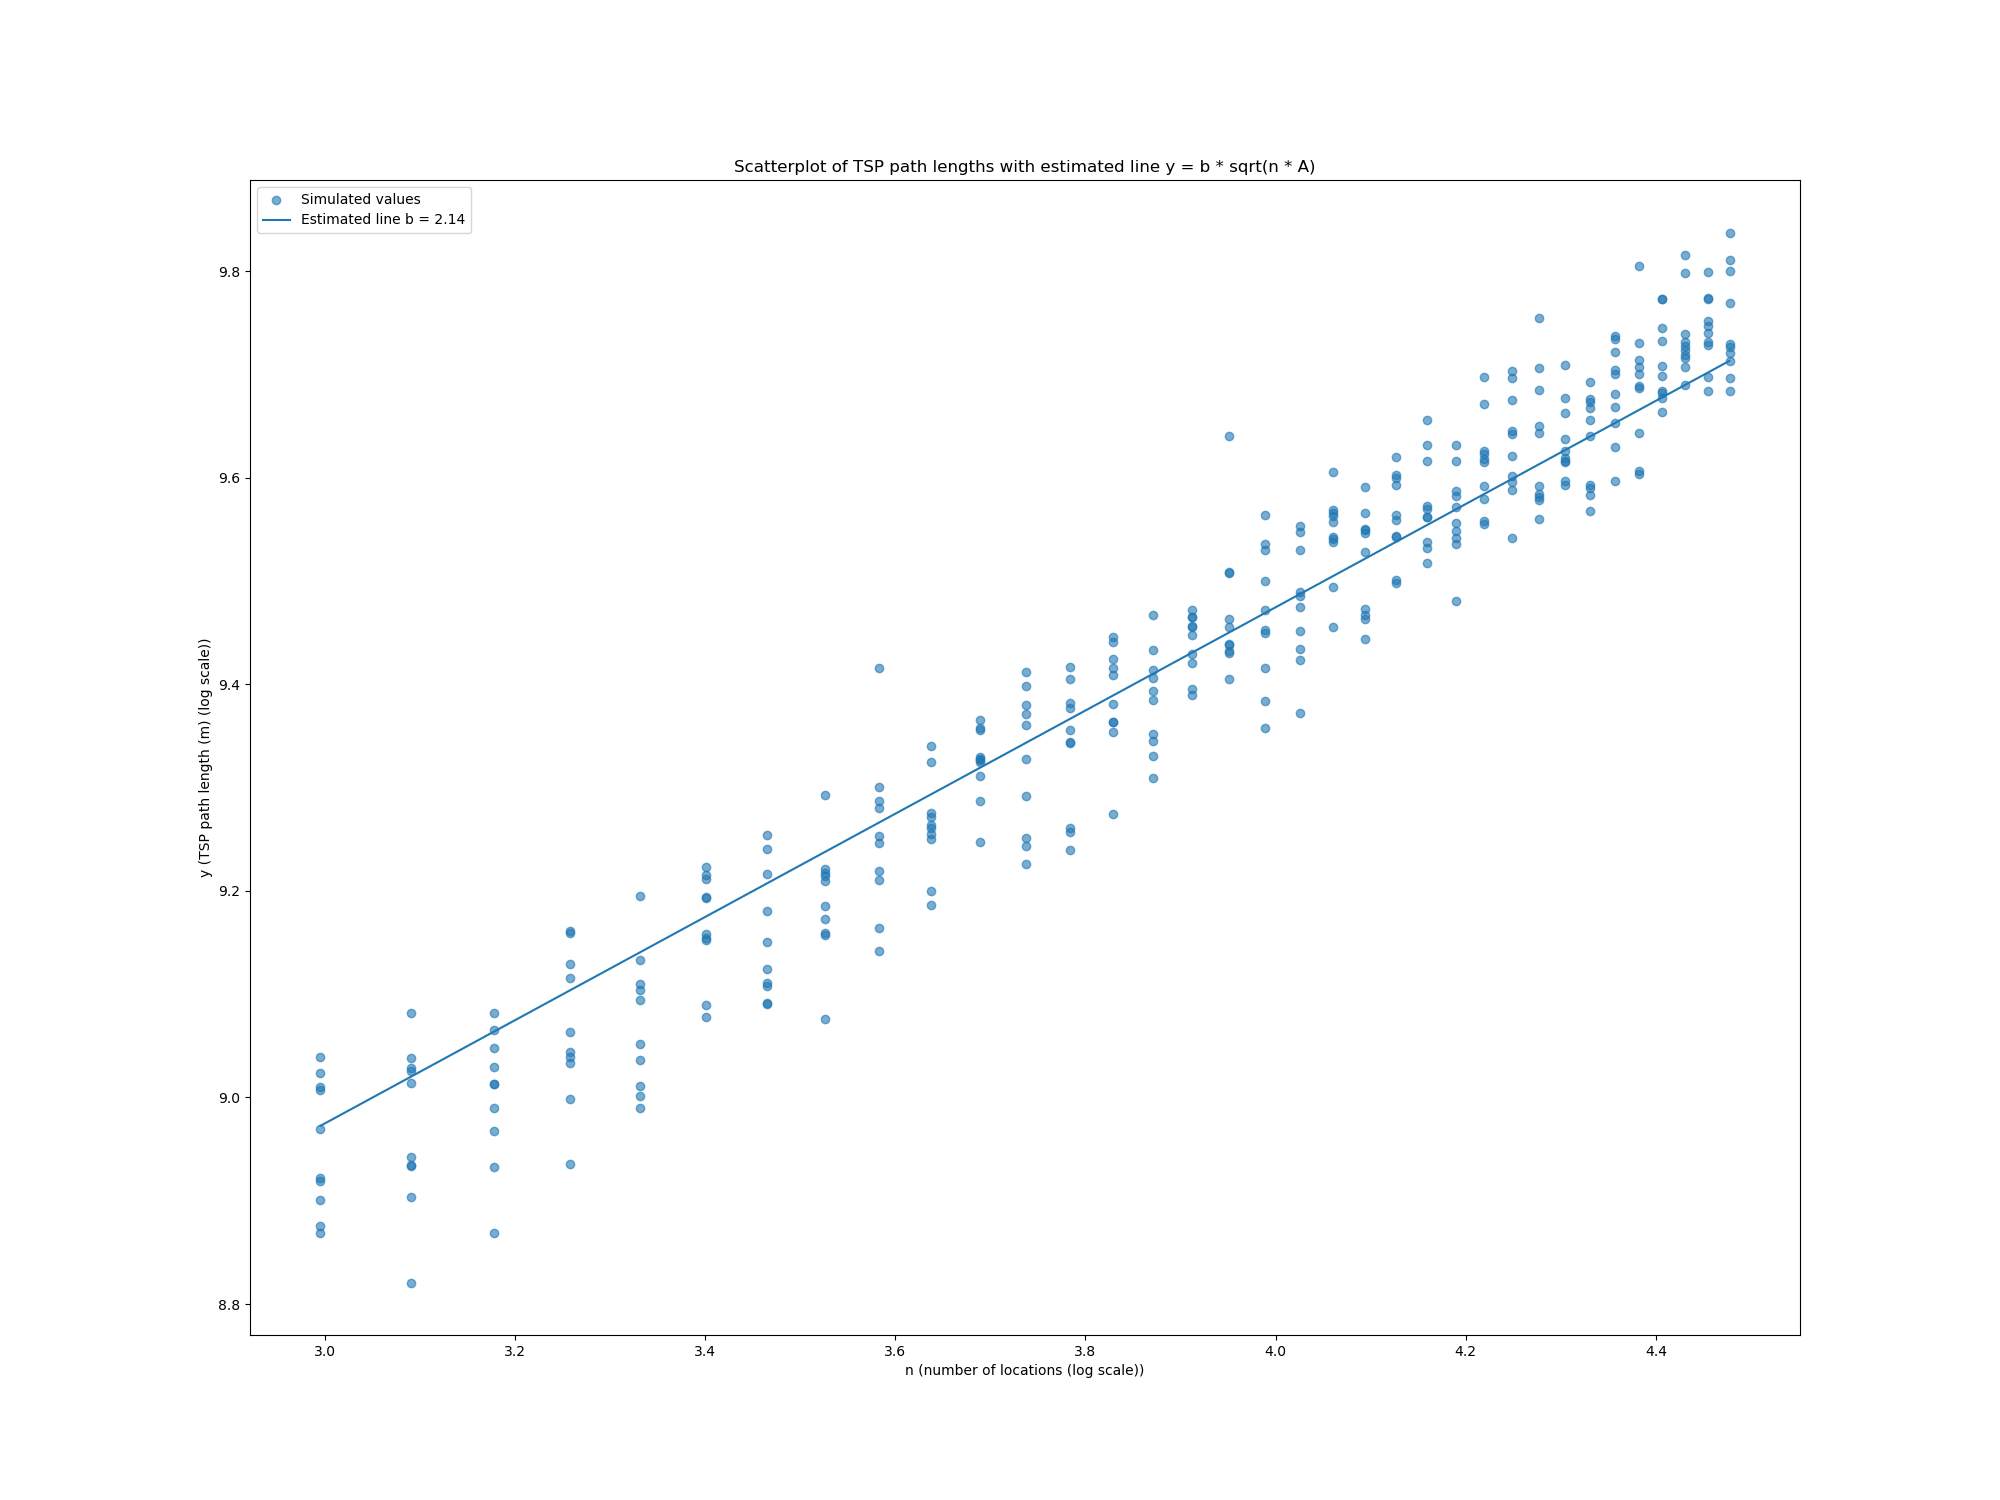 Scatterplot of TSP path lengths with estimated line y = b * sqrt(n * A)
Simulated values
Estimated line b = 2.14
y (TSP path length (m) (log scale))
9.8
9.6
9.4
9.2
9.0
8.8
3.0 3.2 3.4 3.6 3.8 4.0 4.2 4.4
n (number of locations (log scale))